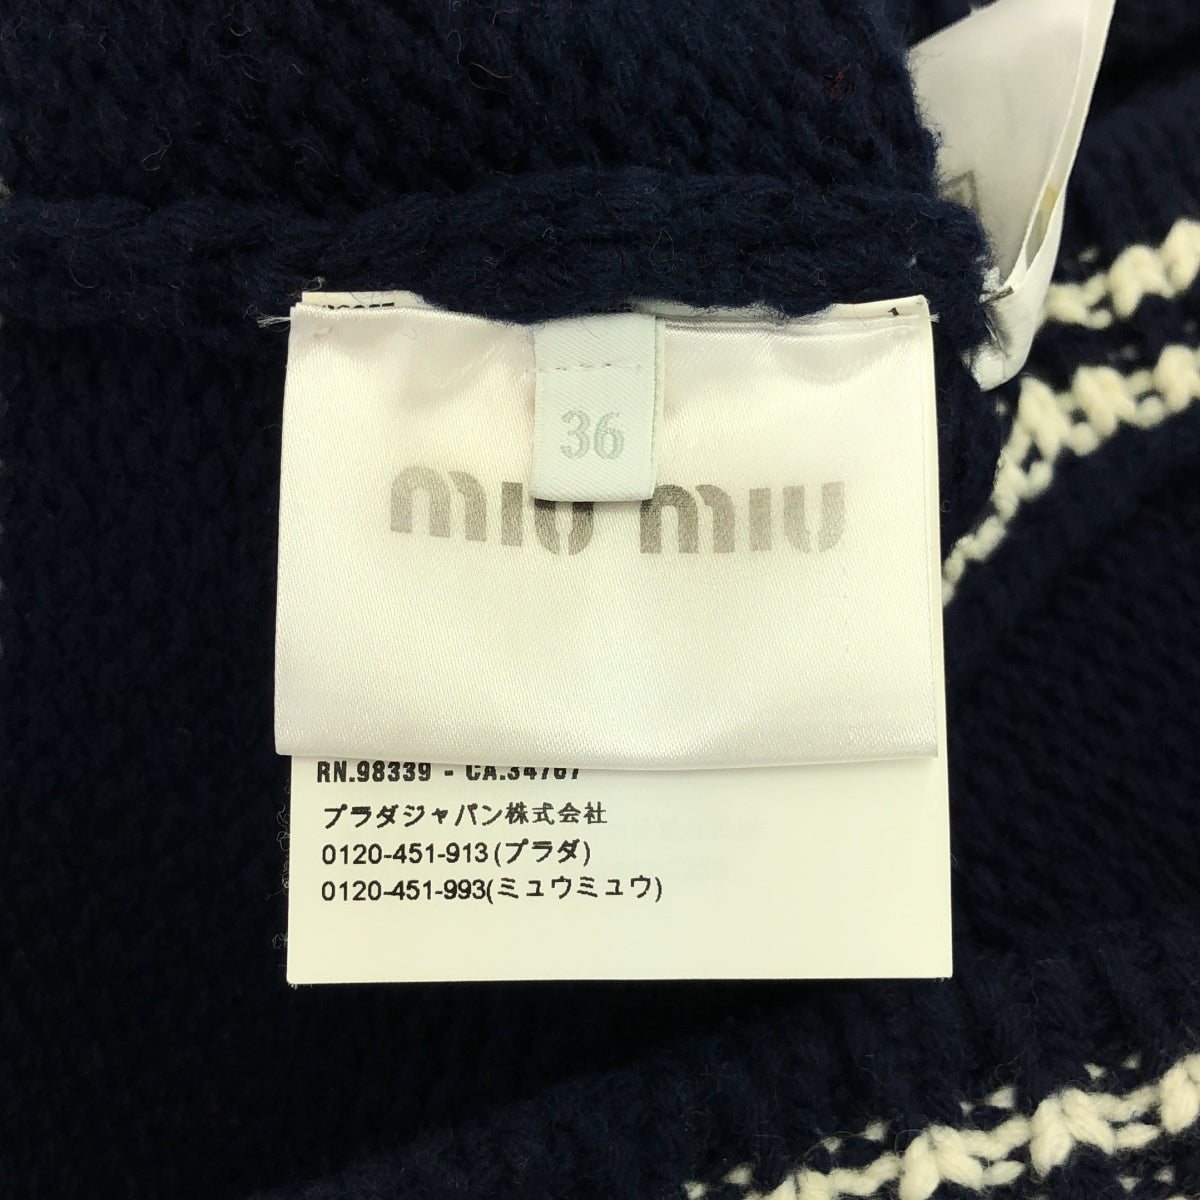 36
miu miu
RN.98339 - CA.34767
プラダジャパン株式会社
0120-451-913(プラダ)
0120-451-993(ミュウミュウ)